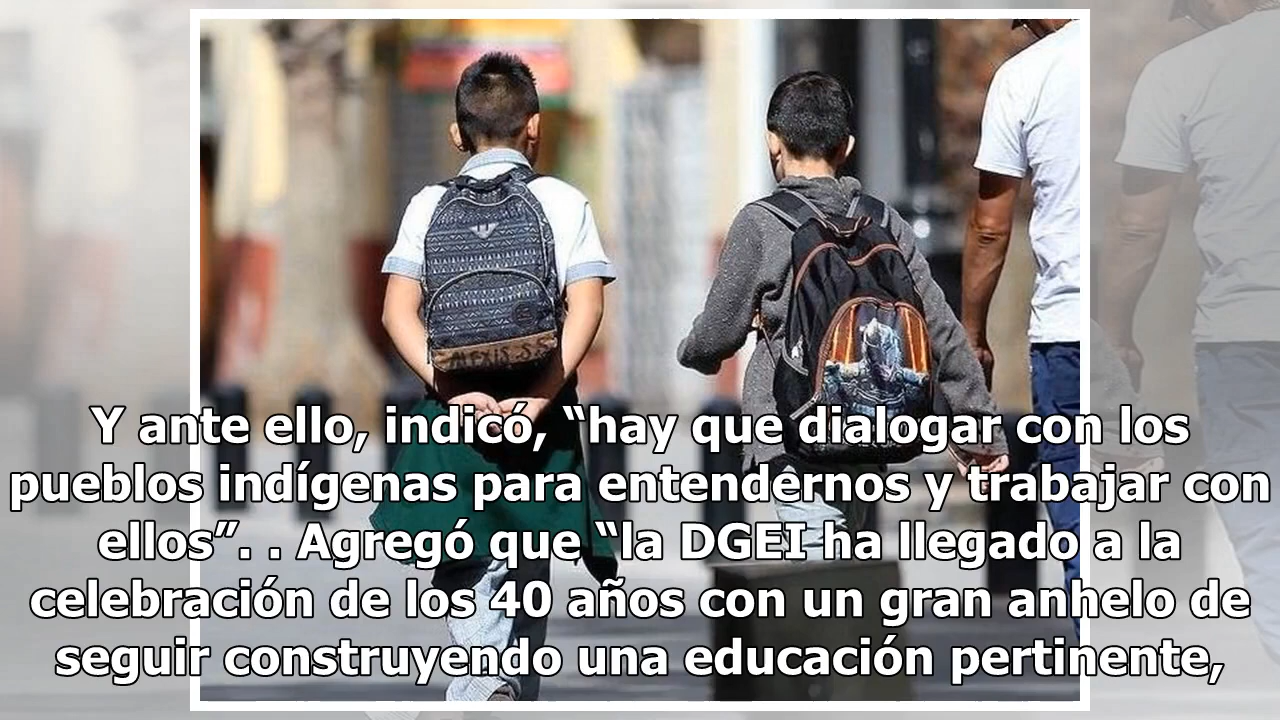 ALEXIS.S.S
Y ante ello, indicó, “hay que dialogar con los
pueblos indígenas para entendernos y trabajar con
ellos”. . Agregó que “la DGEI ha llegado a la
celebración de los 40 años con un gran anhelo de
seguir construyendo una educación pertinente,